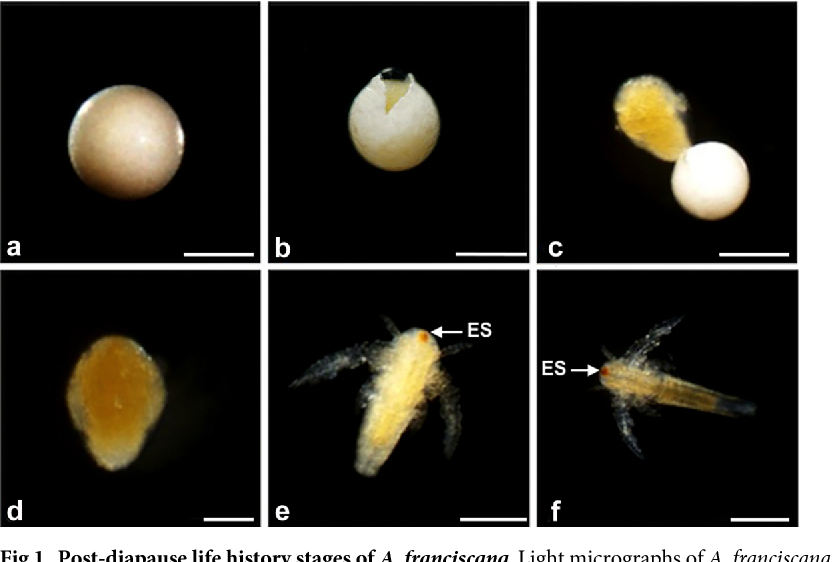 a
b
c
d
ES
e
ES
f
Fig 1. Post-diapause life history stages of A. franciscana. Light micrographs of A. franciscana